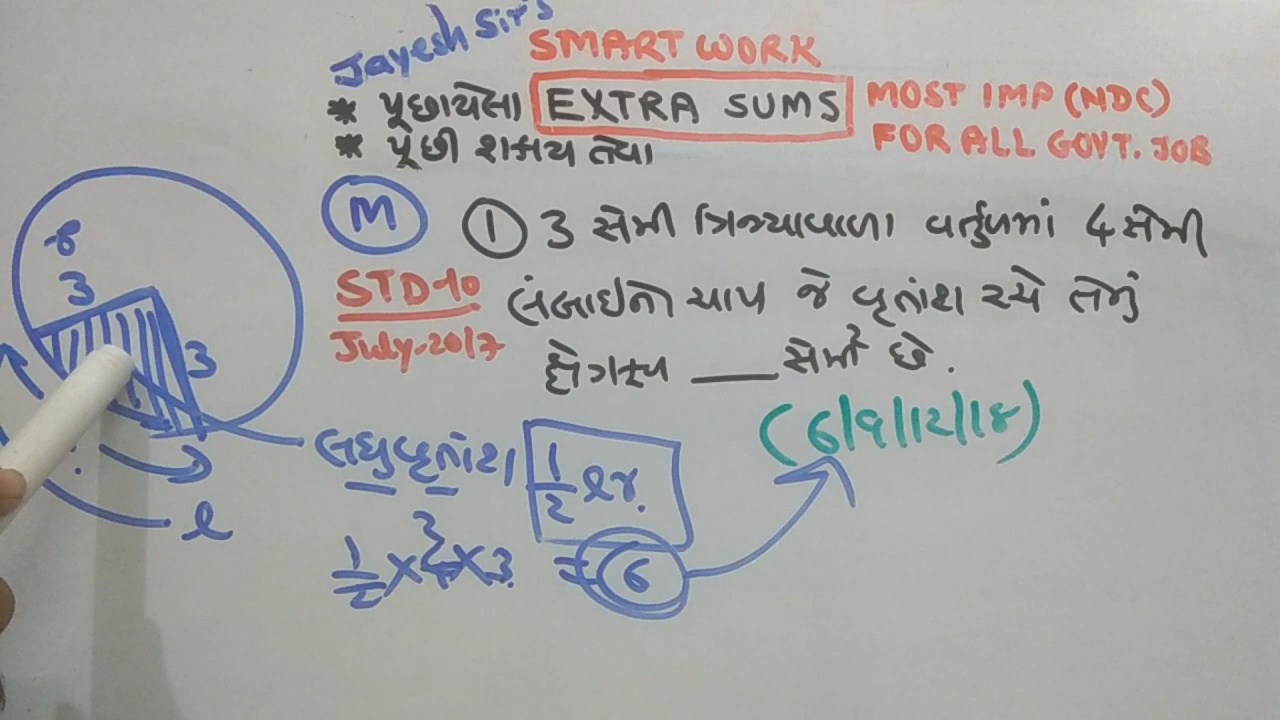 Jayesh Sir's
SMART WORK
* પૂછાયેલા EXTRA SUMS
* પૂછી શકાય તેવા
MOST IMP (NDC)
FOR ALL GOVT. JOB
M
① 3 સેમી ત્રિજ્યાવાળા વર્તુળમાં 4 સેમી
STD-10
લંબાઈનો ચાપ જે વૃતાંશ રચે તેનું
July-2017
ક્ષેત્રફળ ____ સેમી² છે.
(6/9/12/18)
r
3
3
લઘુવૃતાંશ 1/2 lr.
l
1/2 × 4 2 × 3 = 6